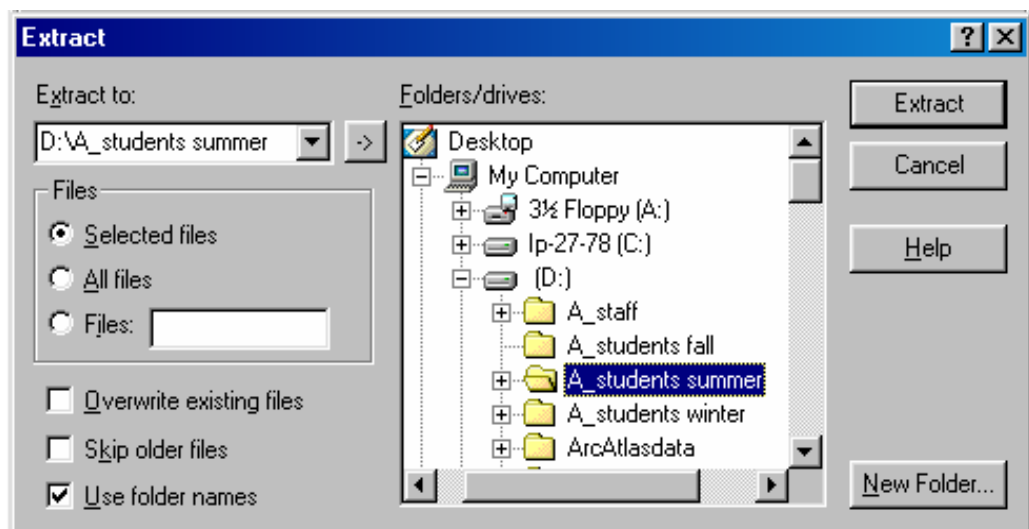 Extract
Extract to:
D:\A_students summer
->
Files
Selected files
All files
Files:
Overwrite existing files
Skip older files
Use folder names
Folders/drives:
Desktop
My Computer
3½ Floppy (A:)
Ip-27-78 (C:)
(D:)
A_staff
A_students fall
A_students summer
A_students winter
ArcAtlasdata
Extract
Cancel
Help
New Folder...